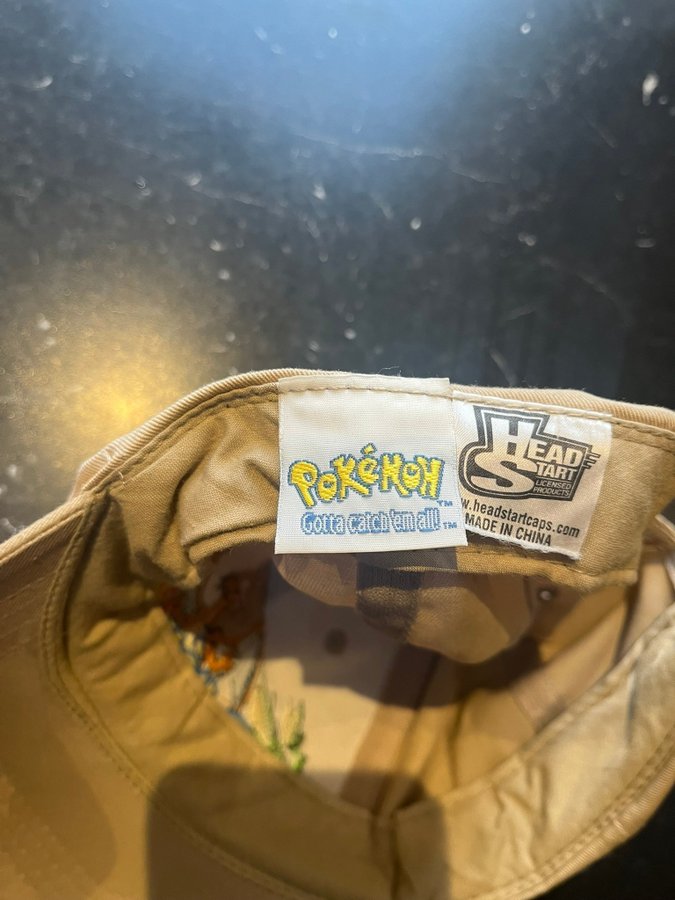 POKéMON™
Gotta catch 'em all!™
HEAD
START
LICENSED
PRODUCTS
w.headstartcaps.com
MADE IN CHINA